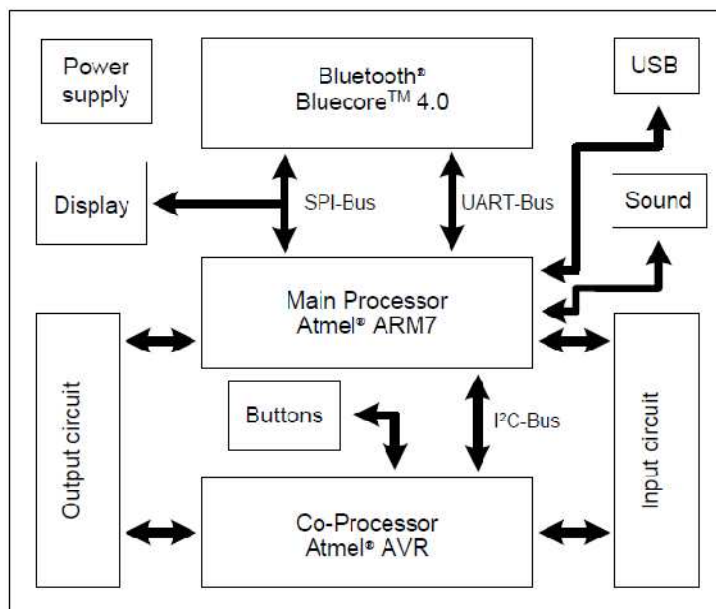 Power
supply
Bluetooth®
Bluecore™ 4.0
USB
Display
SPI-Bus
UART-Bus
Sound
Main Processor
Atmel® ARM7
Output circuit
Buttons
I²C-Bus
Input circuit
Co-Processor
Atmel® AVR